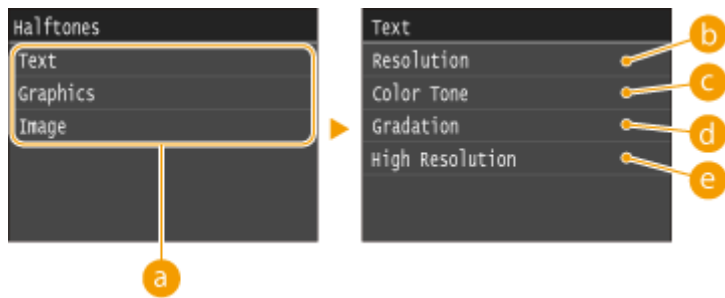 Halftones
Text
Graphics
Image
a
Text
Resolution
b
Color Tone
c
Gradation
d
High Resolution
e